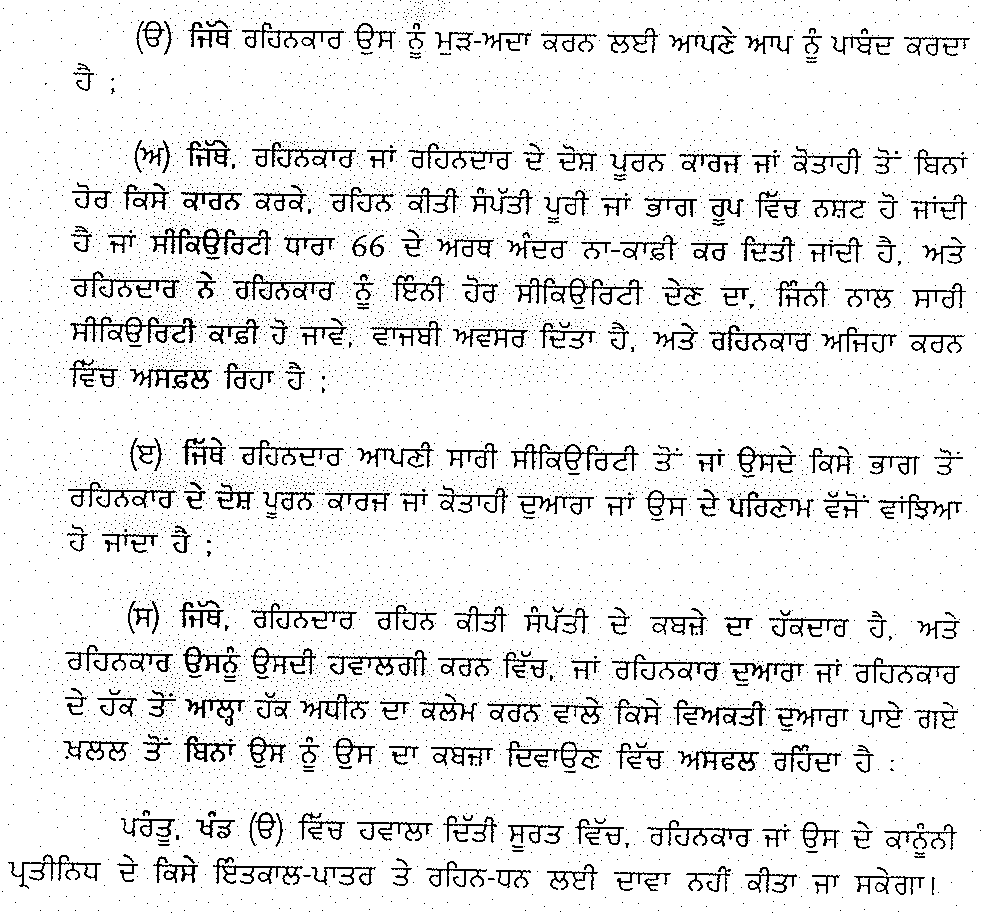 (ੳ) ਜਿੱਥੇ ਰਹਿਨਕਾਰ ਉਸ ਨੂੰ ਮੁੜ-ਅਦਾ ਕਰਨ ਲਈ ਆਪਣੇ ਆਪ ਨੂੰ ਪਾਬੰਦ ਕਰਦਾ
ਹੈ ;
(ਅ) ਜਿੱਥੇ, ਰਹਿਨਕਾਰ ਜਾਂ ਰਹਿਨਦਾਰ ਦੇ ਦੋਸ਼ ਪੂਰਨ ਕਾਰਜ ਜਾਂ ਕੋਤਾਹੀ ਤੋਂ ਬਿਨਾਂ
ਹੋਰ ਕਿਸੇ ਕਾਰਨ ਕਰਕੇ, ਰਹਿਨ ਕੀਤੀ ਸੰਪੱਤੀ ਪੂਰੀ ਜਾਂ ਭਾਗ ਰੂਪ ਵਿੱਚ ਨਸ਼ਟ ਹੋ ਜਾਂਦੀ
ਹੈ ਜਾਂ ਸੀਕਿਉਰਿਟੀ ਧਾਰਾ 66 ਦੇ ਅਰਥ ਅੰਦਰ ਨਾ-ਕਾਫ਼ੀ ਕਰ ਦਿਤੀ ਜਾਂਦੀ ਹੈ, ਅਤੇ
ਰਹਿਨਦਾਰ ਨੇ ਰਹਿਨਕਾਰ ਨੂੰ ਇੰਨੀ ਹੋਰ ਸੀਕਿਉਰਿਟੀ ਦੇਣ ਦਾ, ਜਿੰਨੀ ਨਾਲ ਸਾਰੀ
ਸੀਕਿਉਰਿਟੀ ਕਾਫ਼ੀ ਹੋ ਜਾਵੇ, ਵਾਜਬੀ ਅਵਸਰ ਦਿੱਤਾ ਹੈ, ਅਤੇ ਰਹਿਨਕਾਰ ਅਜਿਹਾ ਕਰਨ
ਵਿੱਚ ਅਸਫ਼ਲ ਰਿਹਾ ਹੈ ;
(ੲ) ਜਿੱਥੇ ਰਹਿਨਦਾਰ ਆਪਣੀ ਸਾਰੀ ਸੀਕਿਉਰਿਟੀ ਤੋਂ ਜਾਂ ਉਸਦੇ ਕਿਸੇ ਭਾਗ ਤੋਂ
ਰਹਿਨਕਾਰ ਦੇ ਦੋਸ਼ ਪੂਰਨ ਕਾਰਜ ਜਾਂ ਕੋਤਾਹੀ ਦੁਆਰਾ ਜਾਂ ਉਸ ਦੇ ਪਰਿਣਾਮ ਵੱਜੋਂ ਵਾਂਝਿਆ
ਹੋ ਜਾਂਦਾ ਹੈ ;
(ਸ) ਜਿੱਥੇ, ਰਹਿਨਦਾਰ ਰਹਿਨ ਕੀਤੀ ਸੰਪੱਤੀ ਦੇ ਕਬਜ਼ੇ ਦਾ ਹੱਕਦਾਰ ਹੈ, ਅਤੇ
ਰਹਿਨਕਾਰ ਉਸਨੂੰ ਉਸਦੀ ਹਵਾਲਗੀ ਕਰਨ ਵਿੱਚ, ਜਾਂ ਰਹਿਨਕਾਰ ਦੁਆਰਾ ਜਾਂ ਰਹਿਨਕਾਰ
ਦੇ ਹੱਕ ਤੋਂ ਆਲ੍ਹਾ ਹੱਕ ਅਧੀਨ ਦਾ ਕਲੇਮ ਕਰਨ ਵਾਲੇ ਕਿਸੇ ਵਿਅਕਤੀ ਦੁਆਰਾ ਪਾਏ ਗਏ
ਖ਼ਲਲ ਤੋਂ ਬਿਨਾਂ ਉਸ ਨੂੰ ਉਸ ਦਾ ਕਬਜ਼ਾ ਦਿਵਾਉਣ ਵਿੱਚ ਅਸਫਲ ਰਹਿੰਦਾ ਹੈ :
ਪਰੰਤੂ, ਖੰਡ (ੳ) ਵਿੱਚ ਹਵਾਲਾ ਦਿੱਤੀ ਸੂਰਤ ਵਿੱਚ, ਰਹਿਨਕਾਰ ਜਾਂ ਉਸ ਦੇ ਕਾਨੂੰਨੀ
ਪ੍ਰਤੀਨਿਧ ਦੇ ਕਿਸੇ ਇੰਤਕਾਲ-ਪਾਤਰ ਤੇ ਰਹਿਨ-ਧਨ ਲਈ ਦਾਵਾ ਨਹੀਂ ਕੀਤਾ ਜਾ ਸਕੇਗਾ।